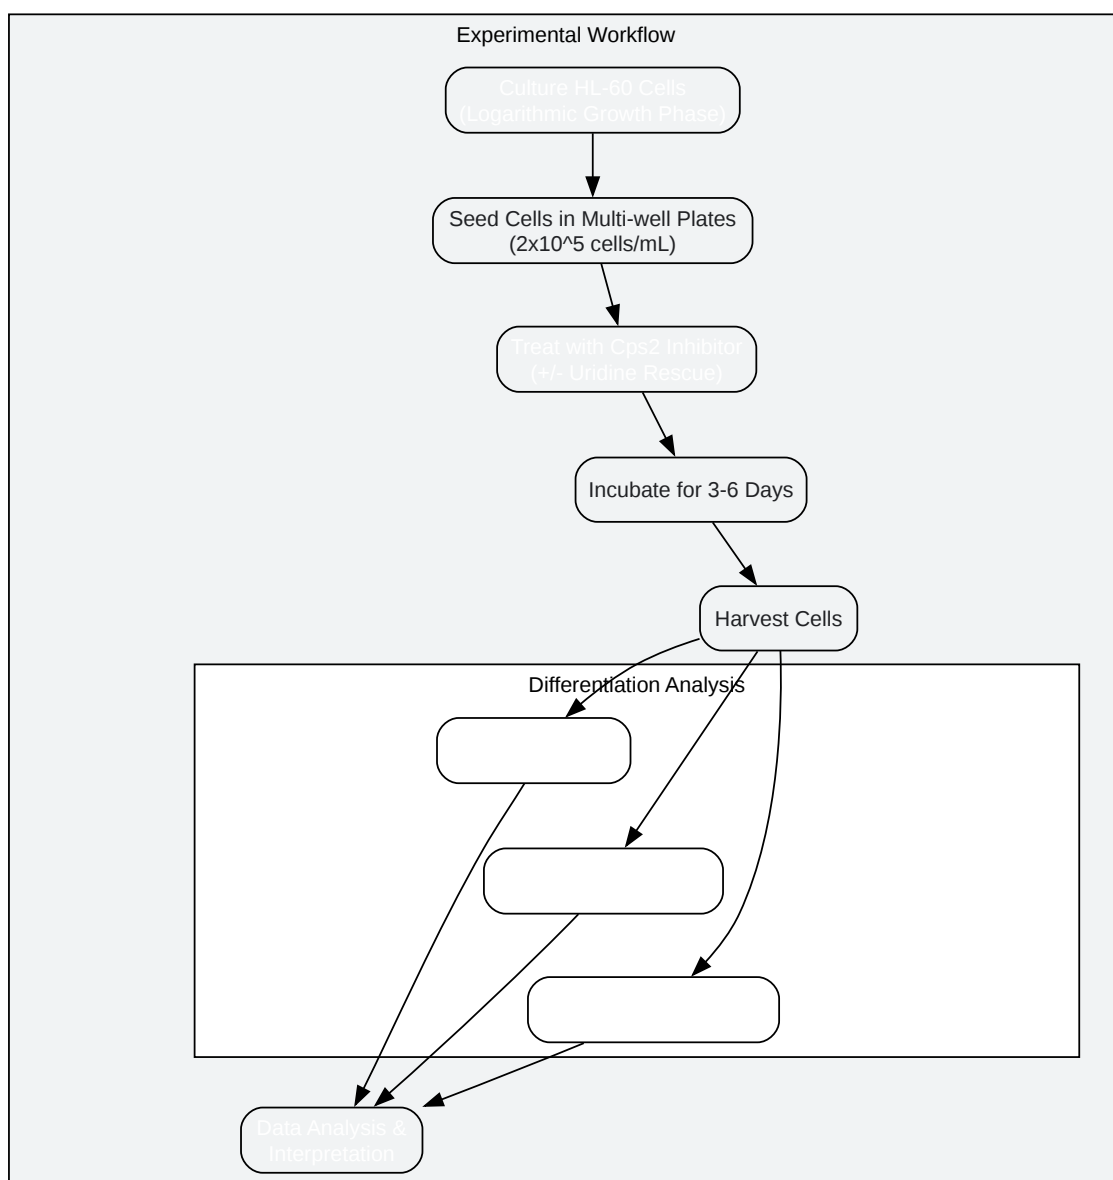 Experimental Workflow
Culture HL-60 Cells
(Logarithmic Growth Phase)
Seed Cells in Multi-well Plates
(2x10^5 cells/mL)
Treat with Cps2 Inhibitor
(+/- Uridine Rescue)
Incubate for 3-6 Days
Harvest Cells
Differentiation Analysis
Data Analysis &
Interpretation